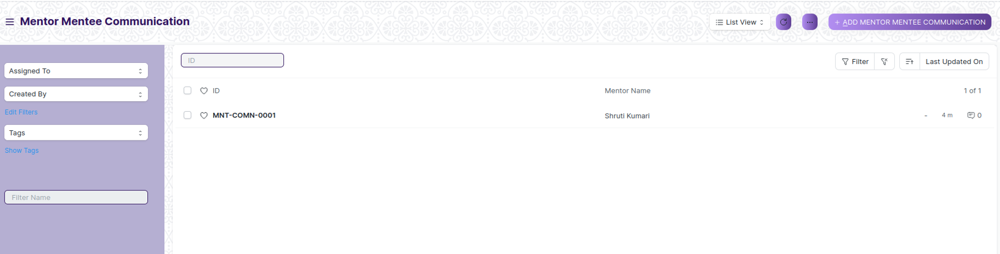 Mentor Mentee Communication
List View
+ ADD MENTOR MENTEE COMMUNICATION
Assigned To
Created By
Edit Filters
Tags
Show Tags
Filter Name
ID
Filter
Last Updated On
ID Mentor Name 1 of 1
MNT-COMN-0001 Shruti Kumari - 4 m 0